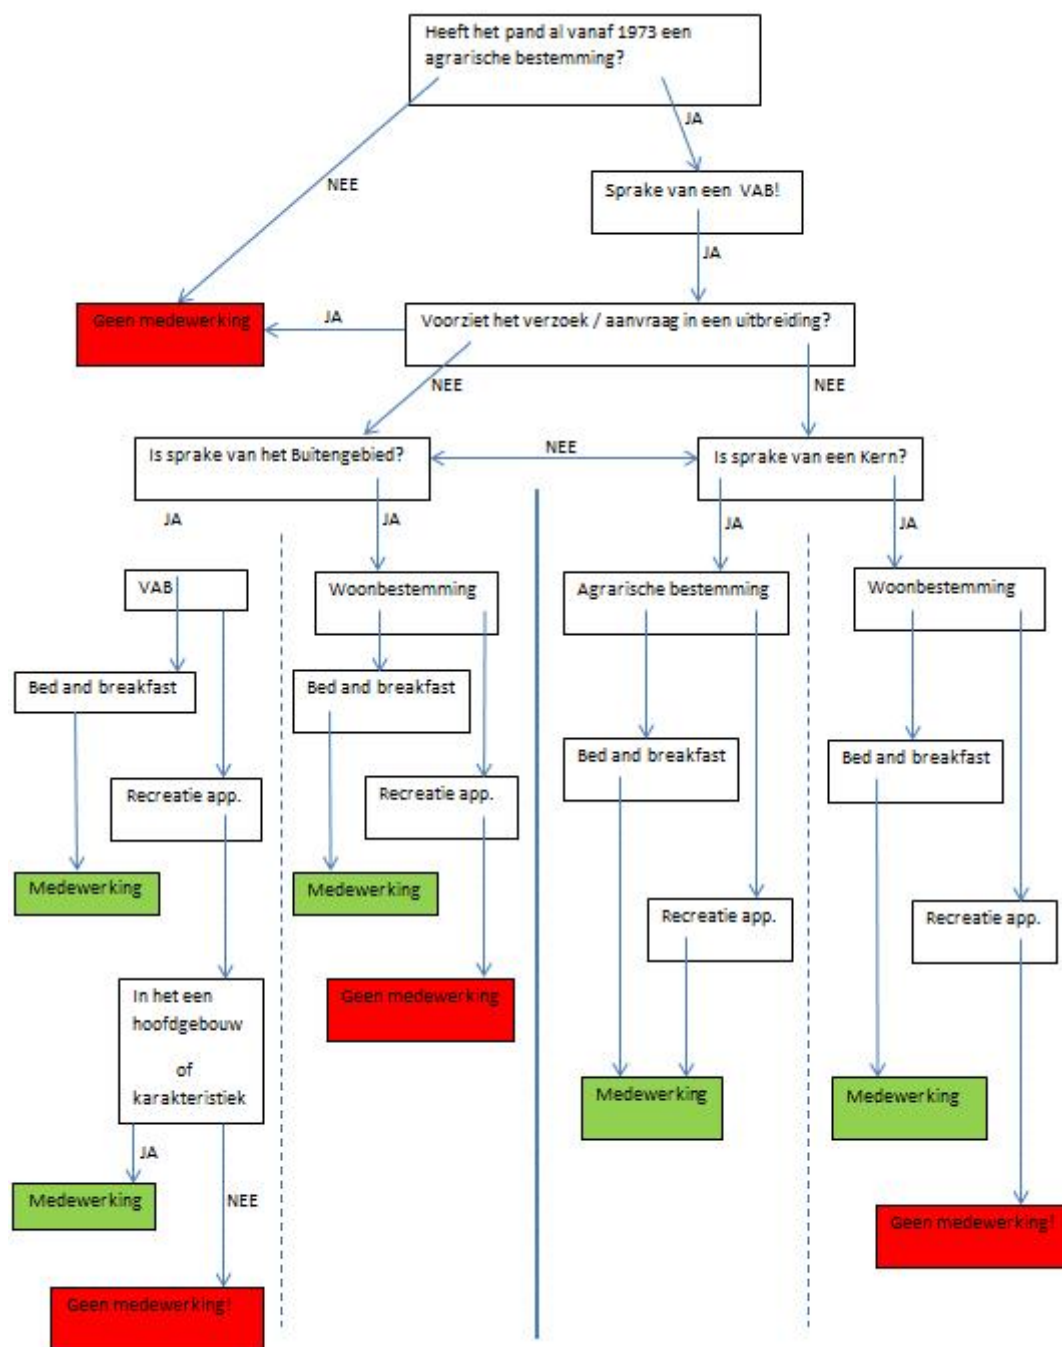 Heeft het pand al vanaf 1973 een
agrarische bestemming?
JA
NEE
Sprake van een VAB!
JA
Geen medewerking
JA
Voorziet het verzoek / aanvraag in een uitbreiding?
NEE
NEE
Is sprake van het Buitengebied?
NEE
Is sprake van een Kern?
JA
JA
JA
JA
VAB
Woonbestemming
Agrarische bestemming
Woonbestemming
Bed and breakfast
Bed and breakfast
Bed and breakfast
Bed and breakfast
Recreatie app.
Recreatie app.
Medewerking
Medewerking
Recreatie app.
Recreatie app.
In het een
hoofdgebouw
of
karakteristiek
Geen medewerking
Medewerking
Medewerking
JA
Medewerking
NEE
Geen medewerking!
Geen medewerking!